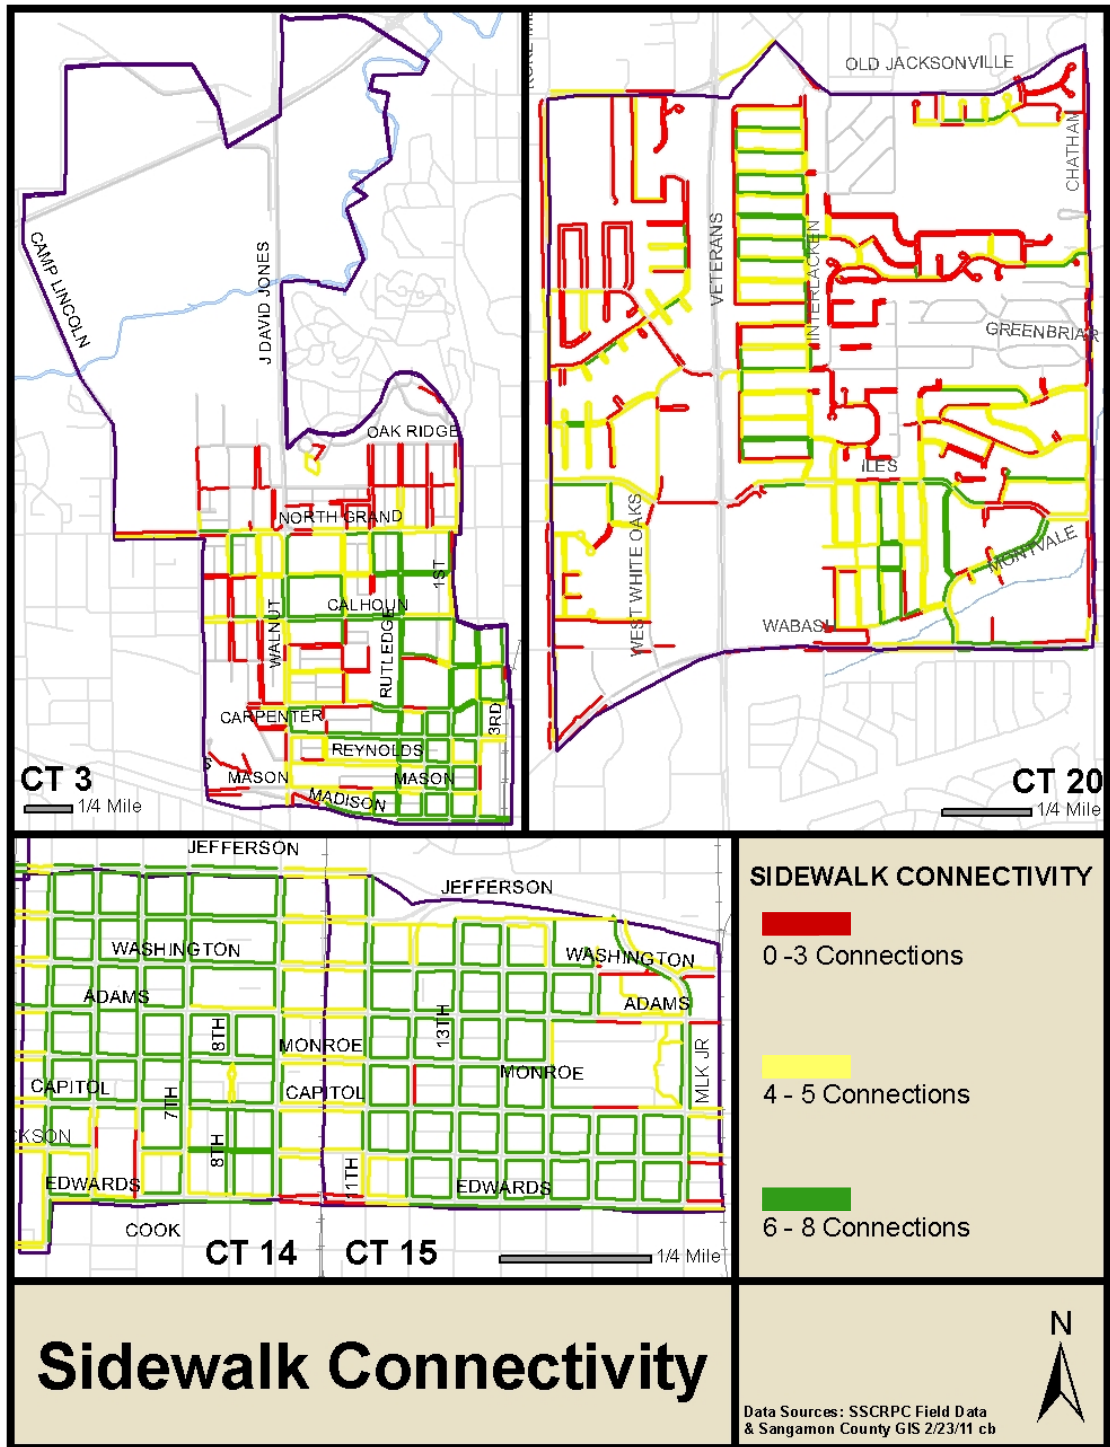 CAMP LINCOLN
J DAVID JONES
OAK RIDGE
NORTH GRAND
1ST
CALHOUN
WALNUT
RUTLEDGE
CARPENTER
3RD
REYNOLDS
MASON
MASON
MADISON
CT 3
1/4 Mile
OLD JACKSONVILLE
CHATHAM
VETERANS
INTERLACKEN
GREENBRIAR
ILES
WEST WHITE OAKS
MONTVALE
WABASH
CT 20
1/4 Mile
JEFFERSON
JEFFERSON
WASHINGTON
WASHINGTON
ADAMS
ADAMS
8TH
13TH
MONROE
MONROE
MLK JR
CAPITOL
CAPITOL
7TH
CKSON
8TH
11TH
EDWARDS
EDWARDS
COOK
CT 14
CT 15
1/4 Mile
SIDEWALK CONNECTIVITY
0 -3 Connections
4 - 5 Connections
6 - 8 Connections
Sidewalk Connectivity
N
Data Sources: SSCRPC Field Data
& Sangamon County GIS 2/23/11 cb